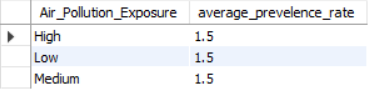 Air_Pollution_Exposure average_prevelence_rate
High 1.5
Low 1.5
Medium 1.5